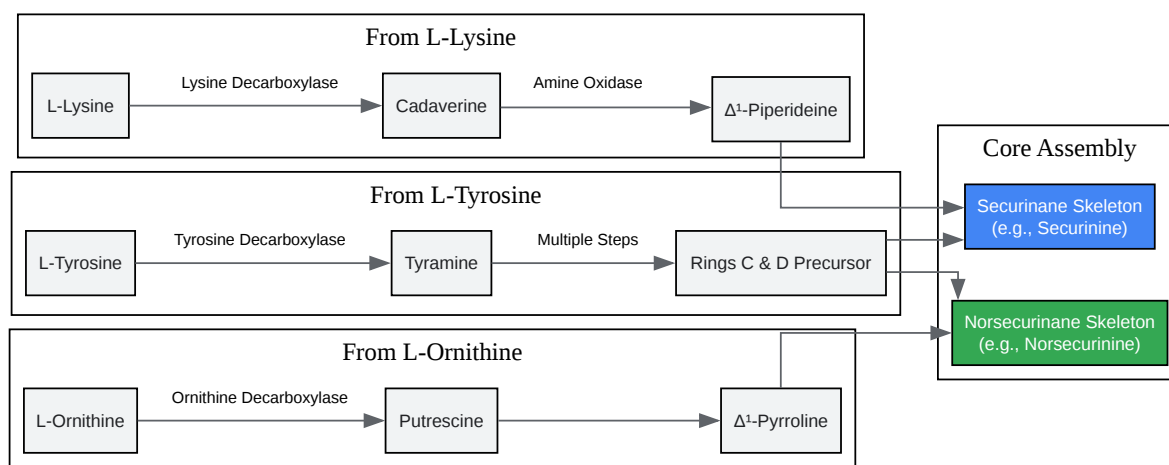 From L-Lysine
Lysine Decarboxylase
Amine Oxidase
L-Lysine
Cadaverine
Δ¹-Piperideine
Core Assembly
From L-Tyrosine
Securinane Skeleton
(e.g., Securinine)
Tyrosine Decarboxylase
Multiple Steps
L-Tyrosine
Tyramine
Rings C & D Precursor
Norsecurinane Skeleton
(e.g., Norsecurinine)
From L-Ornithine
Ornithine Decarboxylase
L-Ornithine
Putrescine
Δ¹-Pyrroline